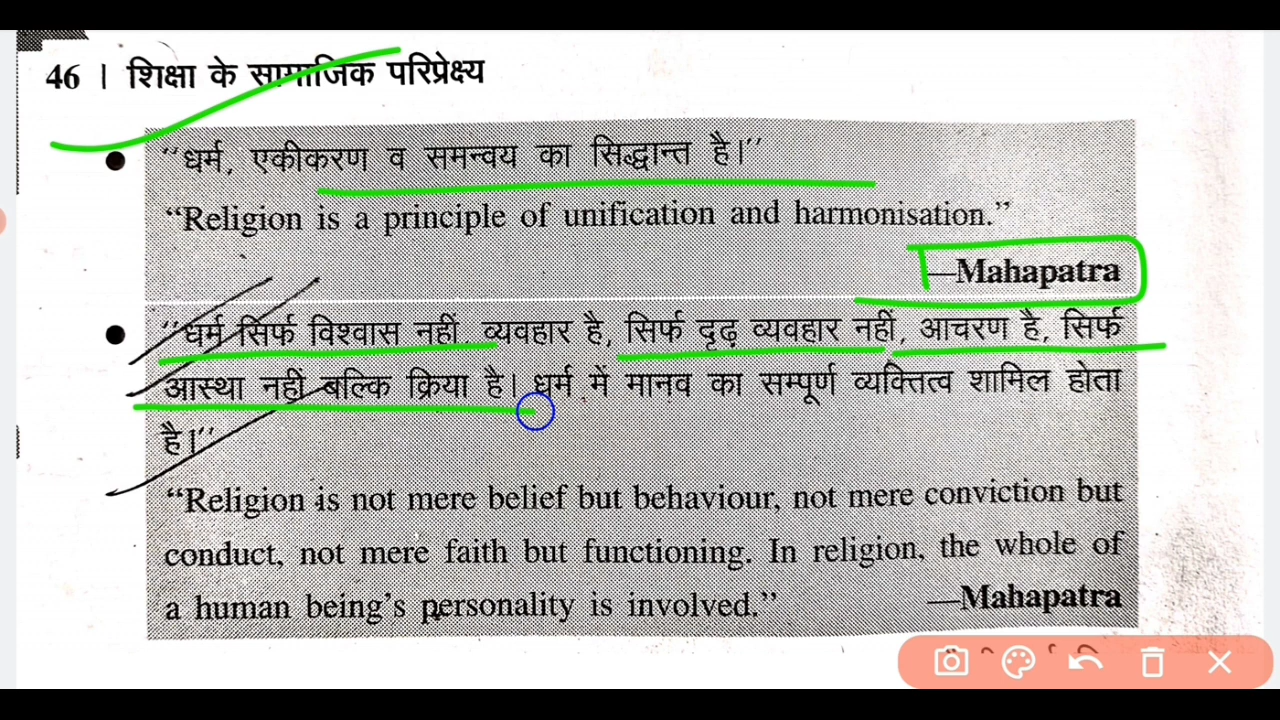 46 । शिक्षा के सामाजिक परिप्रेक्ष्य
● ‘‘धर्म, एकीकरण व समन्वय का सिद्धान्त है।’’
“Religion is a principle of unification and harmonisation.”
—Mahapatra
● ‘‘धर्म सिर्फ विश्वास नहीं, व्यवहार है, सिर्फ दृढ़ व्यवहार नहीं, आचरण है, सिर्फ
आस्था नहीं बल्कि क्रिया है। धर्म में मानव का सम्पूर्ण व्यक्तित्व शामिल होता
है।’’
“Religion is not mere belief but behaviour, not mere conviction but
conduct, not mere faith but functioning. In religion, the whole of
a human being’s personality is involved.” —Mahapatra